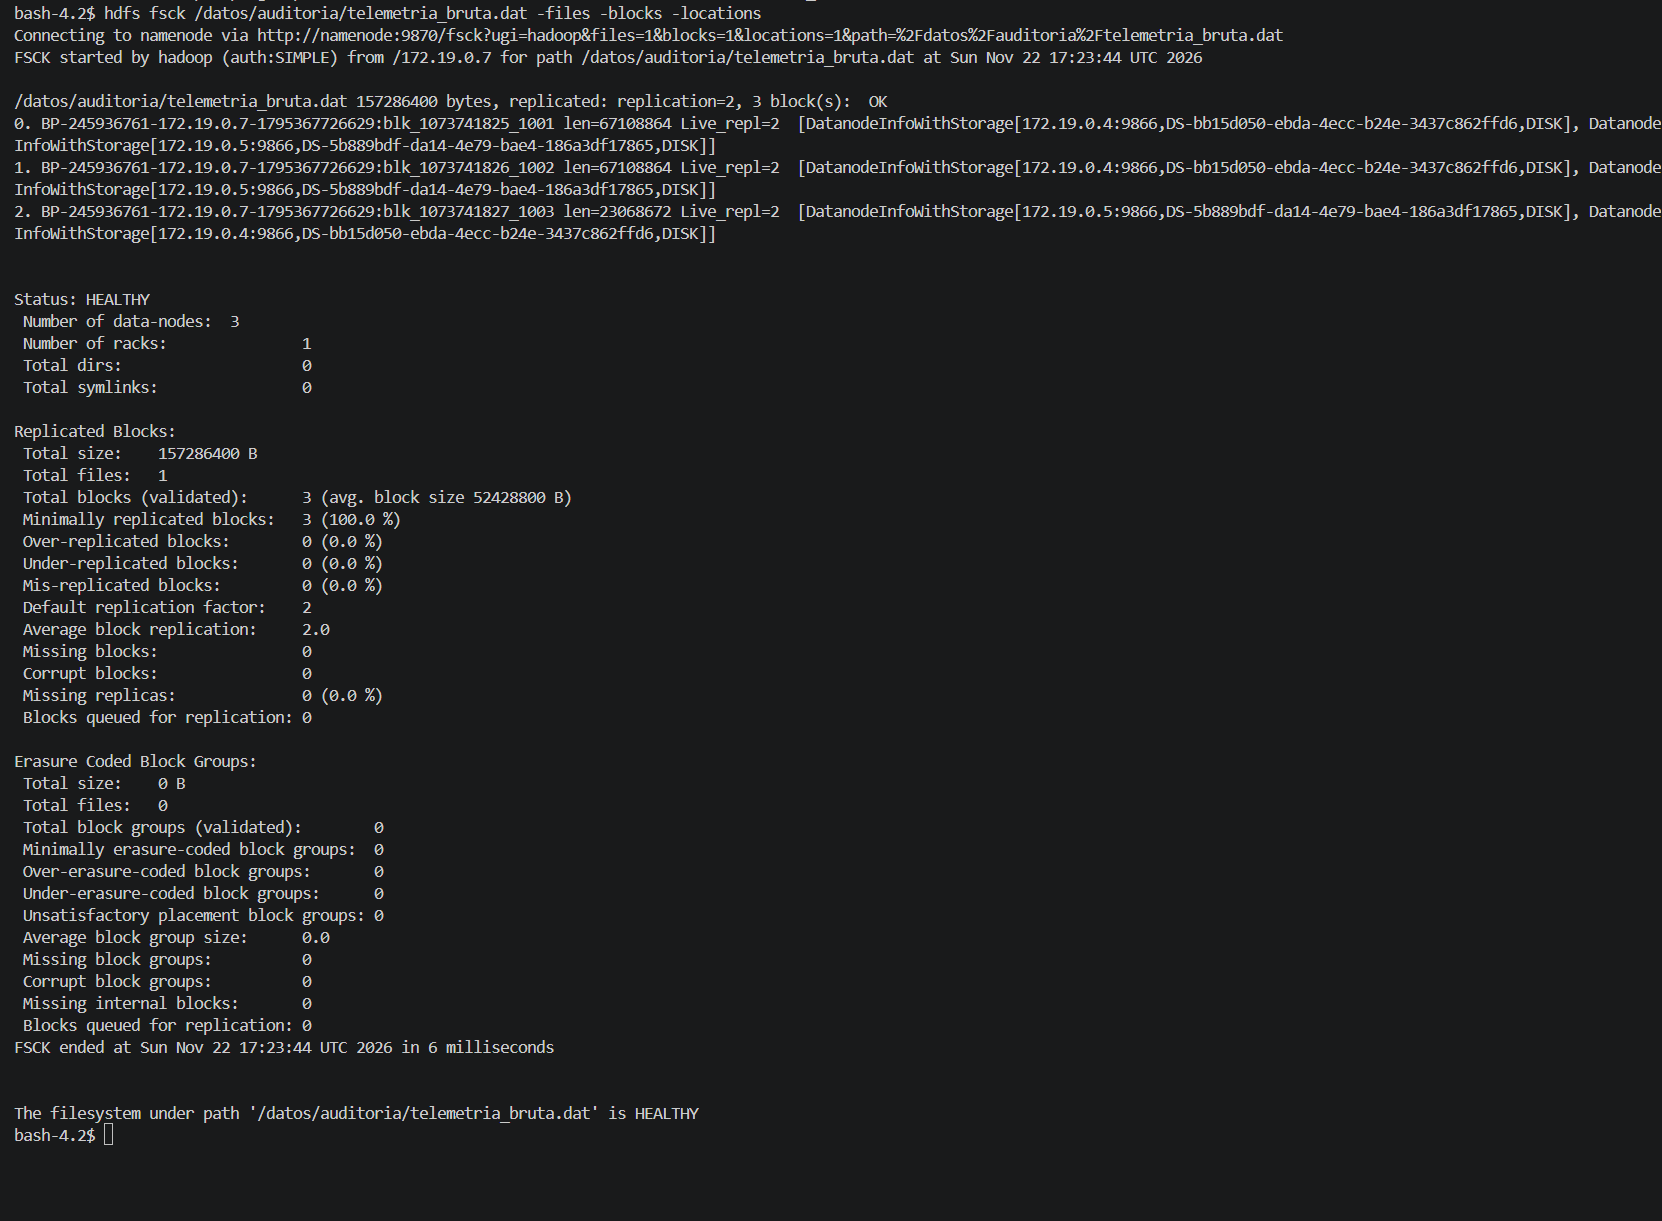 bash-4.2$ hdfs fsck /datos/auditoria/telemetria_bruta.dat -files -blocks -locations
Connecting to namenode via http://namenode:9870/fsck?ugi=hadoop&files=1&blocks=1&locations=1&path=%2Fdatos%2Fauditoria%2Ftelemetria_bruta.dat
FSCK started by hadoop (auth:SIMPLE) from /172.19.0.7 for path /datos/auditoria/telemetria_bruta.dat at Sun Nov 22 17:23:44 UTC 2026
/datos/auditoria/telemetria_bruta.dat 157286400 bytes, replicated: replication=2, 3 block(s):  OK
0. BP-245936761-172.19.0.7-1795367726629:blk_1073741825_1001 len=67108864 Live_repl=2  [DatanodeInfoWithStorage[172.19.0.4:9866,DS-bb15d050-ebda-4ecc-b24e-3437c862ffd6,DISK], Datanode
InfoWithStorage[172.19.0.5:9866,DS-5b889bdf-da14-4e79-bae4-186a3df17865,DISK]]
1. BP-245936761-172.19.0.7-1795367726629:blk_1073741826_1002 len=67108864 Live_repl=2  [DatanodeInfoWithStorage[172.19.0.4:9866,DS-bb15d050-ebda-4ecc-b24e-3437c862ffd6,DISK], Datanode
InfoWithStorage[172.19.0.5:9866,DS-5b889bdf-da14-4e79-bae4-186a3df17865,DISK]]
2. BP-245936761-172.19.0.7-1795367726629:blk_1073741827_1003 len=23068672 Live_repl=2  [DatanodeInfoWithStorage[172.19.0.5:9866,DS-5b889bdf-da14-4e79-bae4-186a3df17865,DISK], Datanode
InfoWithStorage[172.19.0.4:9866,DS-bb15d050-ebda-4ecc-b24e-3437c862ffd6,DISK]]
Status: HEALTHY
 Number of data-nodes:  3
 Number of racks:               1
 Total dirs:                    0
 Total symlinks:                0
Replicated Blocks:
 Total size:    157286400 B
 Total files:   1
 Total blocks (validated):      3 (avg. block size 52428800 B)
 Minimally replicated blocks:   3 (100.0 %)
 Over-replicated blocks:        0 (0.0 %)
 Under-replicated blocks:       0 (0.0 %)
 Mis-replicated blocks:         0 (0.0 %)
 Default replication factor:    2
 Average block replication:     2.0
 Missing blocks:                0
 Corrupt blocks:                0
 Missing replicas:              0 (0.0 %)
 Blocks queued for replication: 0
Erasure Coded Block Groups:
 Total size:    0 B
 Total files:   0
 Total block groups (validated):        0
 Minimally erasure-coded block groups:  0
 Over-erasure-coded block groups:       0
 Under-erasure-coded block groups:      0
 Unsatisfactory placement block groups: 0
 Average block group size:      0.0
 Missing block groups:          0
 Corrupt block groups:          0
 Missing internal blocks:       0
 Blocks queued for replication: 0
FSCK ended at Sun Nov 22 17:23:44 UTC 2026 in 6 milliseconds
The filesystem under path '/datos/auditoria/telemetria_bruta.dat' is HEALTHY
bash-4.2$